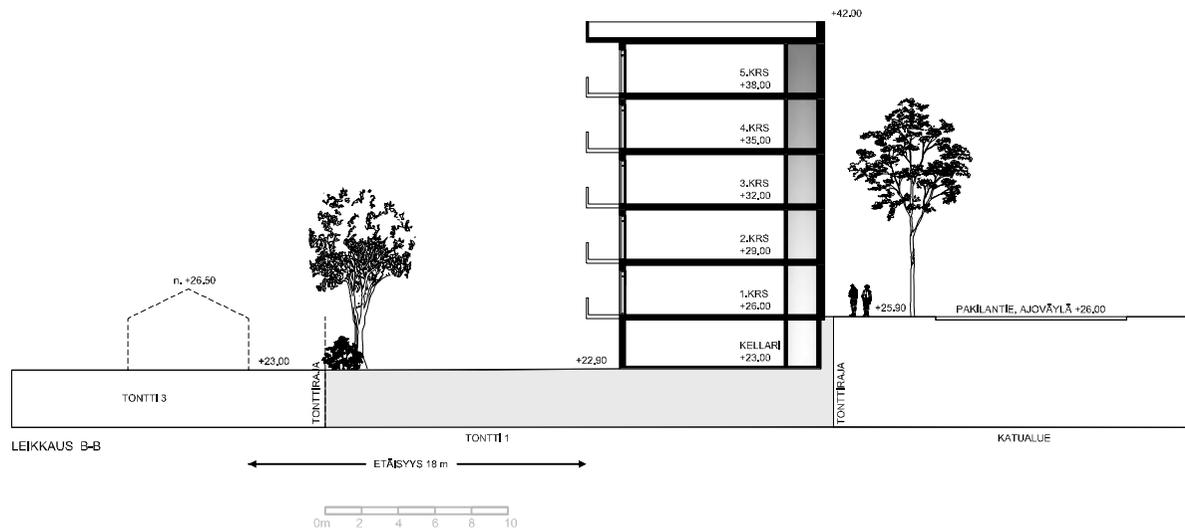 +42.00
5.KRS
+38.00
4.KRS
+35.00
3.KRS
+32.00
2.KRS
+29.00
n. +26.50
1.KRS
+26.00
+25.90
PAKILANTIE, AJOVÄYLÄ +26.00
KELLARI
+23.00
+23.00
+22.90
TONTTI 3
TONTTIRAJA
TONTTIRAJA
LEIKKAUS B-B
TONTTI 1
KATUALUE
ETÄISYYS 18 m
0m 2 4 6 8 10